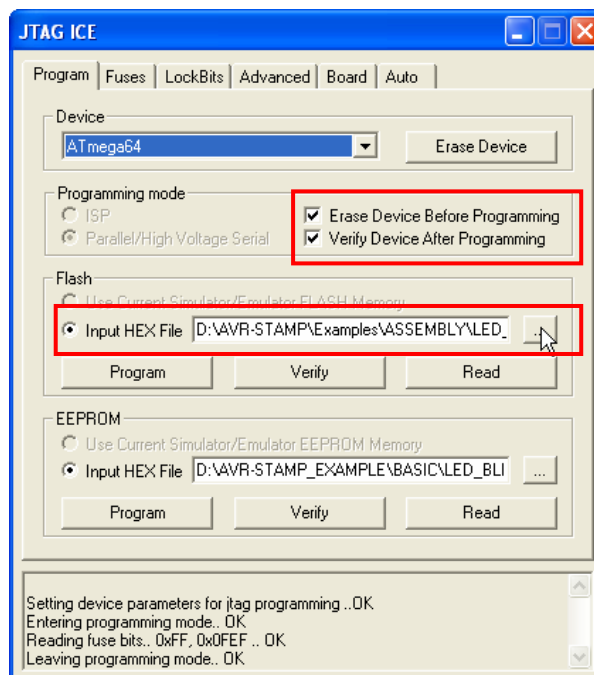 JTAG ICE
Program Fuses LockBits Advanced Board Auto
Device
ATmega64 Erase Device
Programming mode
ISP Erase Device Before Programming
Parallel/High Voltage Serial Verify Device After Programming
Flash
Use Current Simulator/Emulator FLASH Memory
Input HEX File D:\AVR-STAMP\Examples\ASSEMBLY\LED_ ...
Program Verify Read
EEPROM
Use Current Simulator/Emulator EEPROM Memory
Input HEX File D:\AVR-STAMP_EXAMPLE\BASIC\LED_BLI ...
Program Verify Read
Setting device parameters for jtag programming ..OK
Entering programming mode.. OK
Reading fuse bits.. 0xFF, 0x0FEF .. OK
Leaving programming mode.. OK